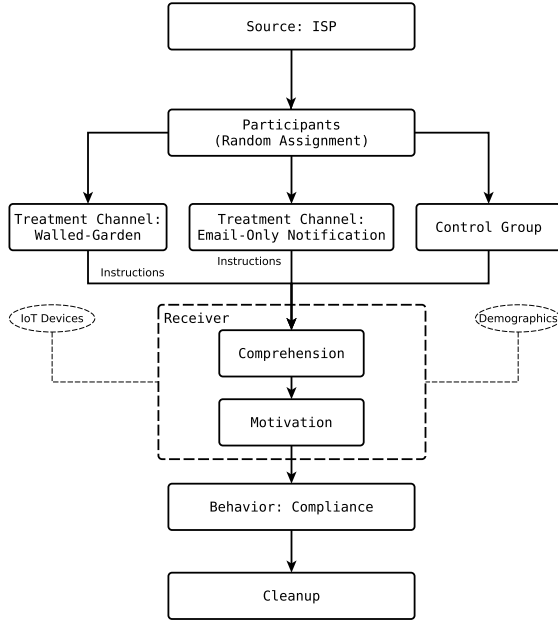 Source: ISP
Participants
(Random Assignment)
Treatment Channel:
Walled-Garden
Treatment Channel:
Email-Only Notification
Control Group
Instructions
Instructions
IoT Devices
Receiver
Demographics
Comprehension
Motivation
Behavior: Compliance
Cleanup